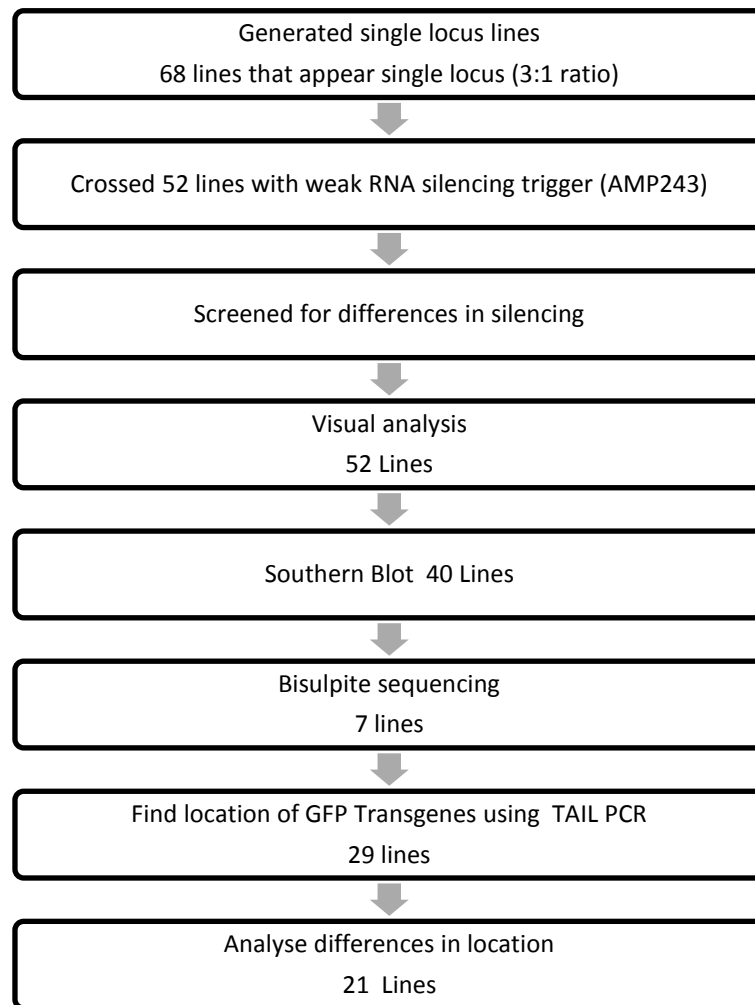 Generated single locus lines
68 lines that appear single locus (3:1 ratio)
Crossed 52 lines with weak RNA silencing trigger (AMP243)
Screened for differences in silencing
Visual analysis
52 Lines
Southern Blot  40 Lines
Bisulpite sequencing
7 lines
Find location of GFP Transgenes using  TAIL PCR
29 lines
Analyse differences in location
21  Lines